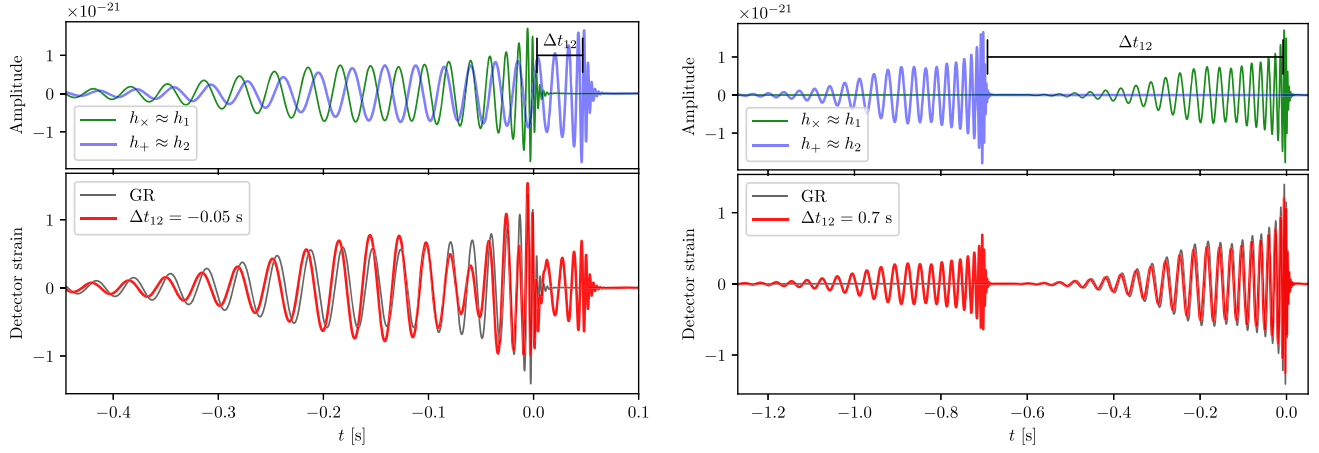 ×10⁻²¹
Amplitude
1
0
−1
Δt₁₂
h× ≈ h₁
h₊ ≈ h₂
Detector strain
1
0
−1
GR
Δt₁₂ = −0.05 s
−0.4
−0.3
−0.2
−0.1
0.0
0.1
t [s]
×10⁻²¹
Amplitude
1
0
−1
Δt₁₂
h× ≈ h₁
h₊ ≈ h₂
Detector strain
1
0
−1
GR
Δt₁₂ = 0.7 s
−1.2
−1.0
−0.8
−0.6
−0.4
−0.2
0.0
t [s]